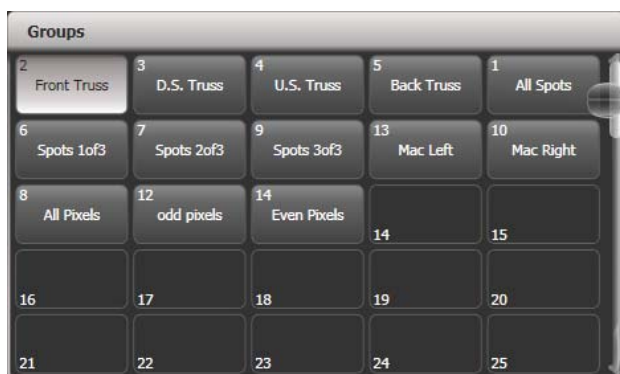 Groups
2
Front Truss
3
D.S. Truss
4
U.S. Truss
5
Back Truss
1
All Spots
6
Spots 1of3
7
Spots 2of3
9
Spots 3of3
13
Mac Left
10
Mac Right
8
All Pixels
12
odd pixels
14
Even Pixels
14
15
16
17
18
19
20
21
22
23
24
25